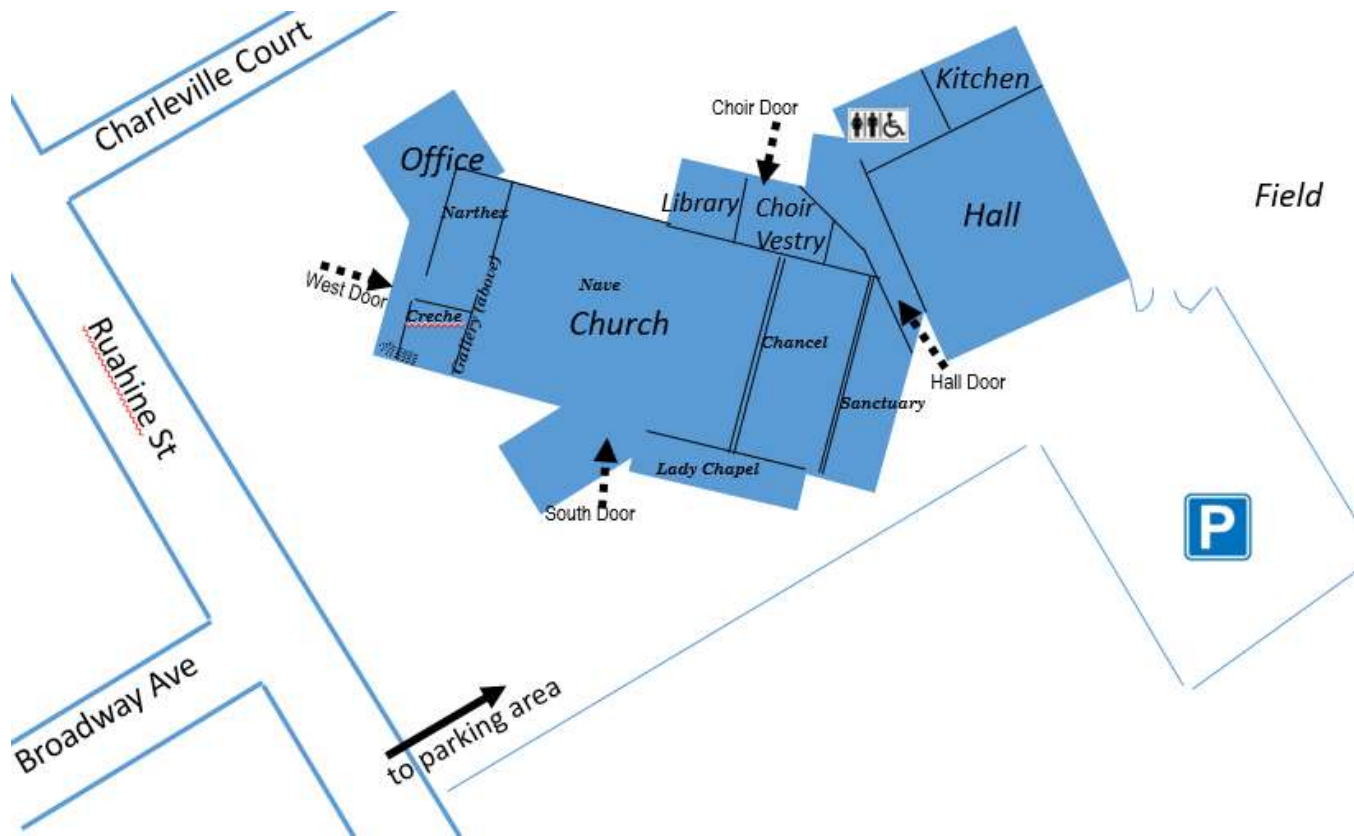 Charleville Court
Kitchen
Choir Door
Office
Field
Library
Choir
Vestry
Hall
Narthex
West Door
Nave
Church
Creche
Gallery (above)
Chancel
Ruahine St
Hall Door
Sanctuary
Lady Chapel
South Door
P
Broadway Ave
to parking area